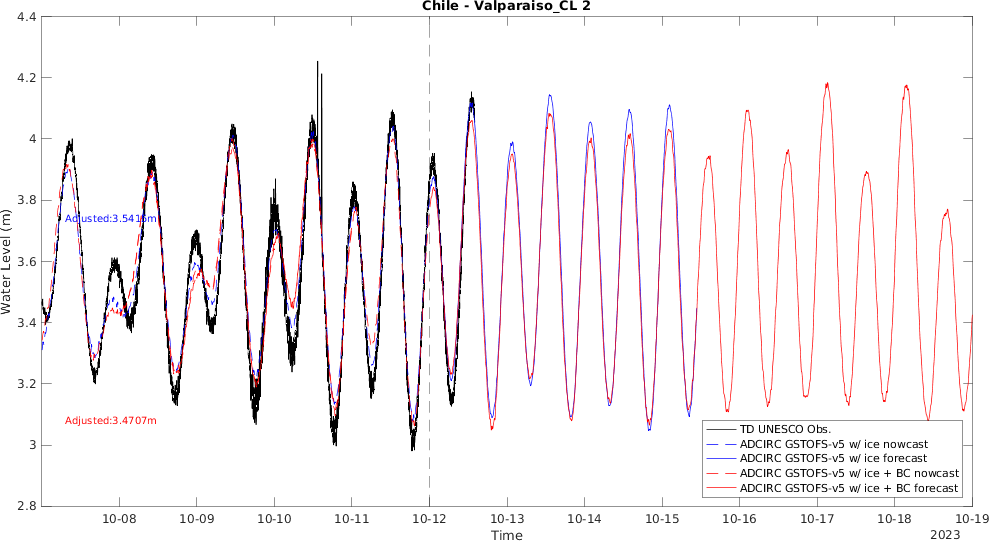 Chile - Valparaiso_CL 2
Water Level (m)
4.4
4.2
4
3.8
3.6
3.4
3.2
3
2.8
Adjusted:3.5415m
Adjusted:3.4707m
TD UNESCO Obs.
ADCIRC GSTOFS-v5 w/ ice nowcast
ADCIRC GSTOFS-v5 w/ ice forecast
ADCIRC GSTOFS-v5 w/ ice + BC nowcast
ADCIRC GSTOFS-v5 w/ ice + BC forecast
10-08 10-09 10-10 10-11 10-12 10-13 10-14 10-15 10-16 10-17 10-18 10-19
Time
2023